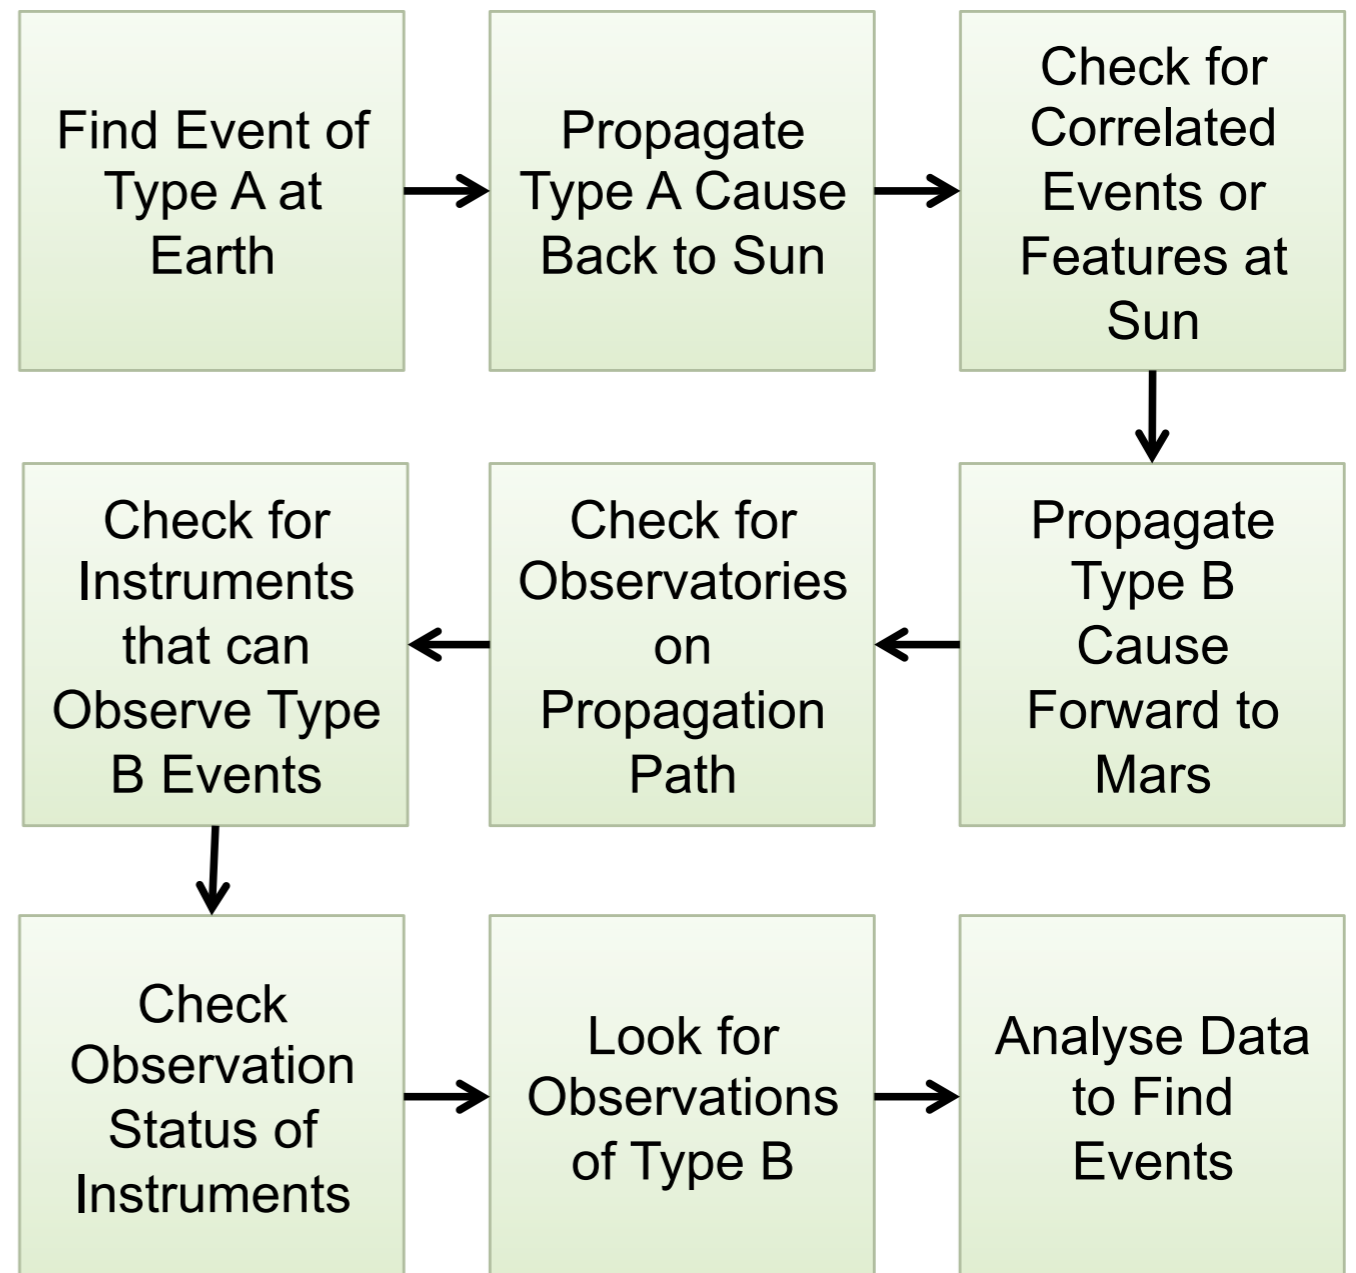 Find Event of
Type A at
Earth
Propagate
Type A Cause
Back to Sun
Check for
Correlated
Events or
Features at
Sun
Propagate
Type B
Cause
Forward to
Mars
Check for
Observatories
on
Propagation
Path
Check for
Instruments
that can
Observe Type
B Events
Check
Observation
Status of
Instruments
Look for
Observations
of Type B
Analyse Data
to Find
Events